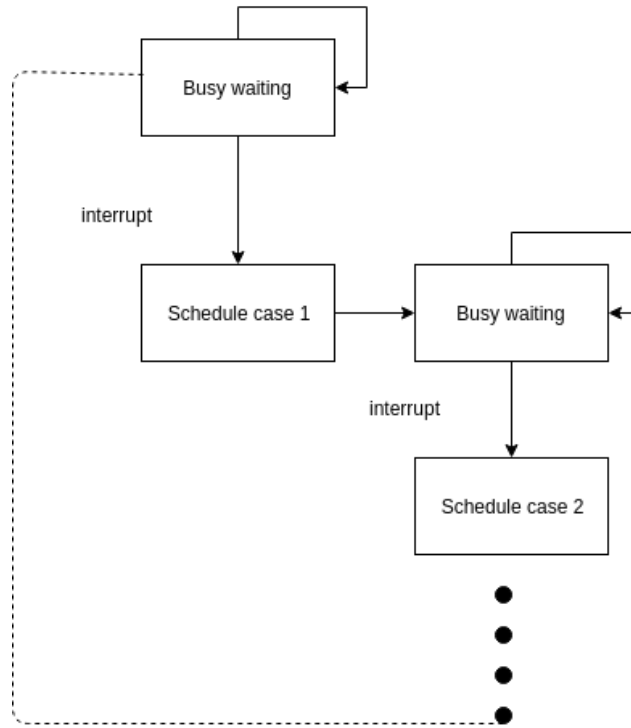 Busy waiting
interrupt
Schedule case 1
Busy waiting
interrupt
Schedule case 2